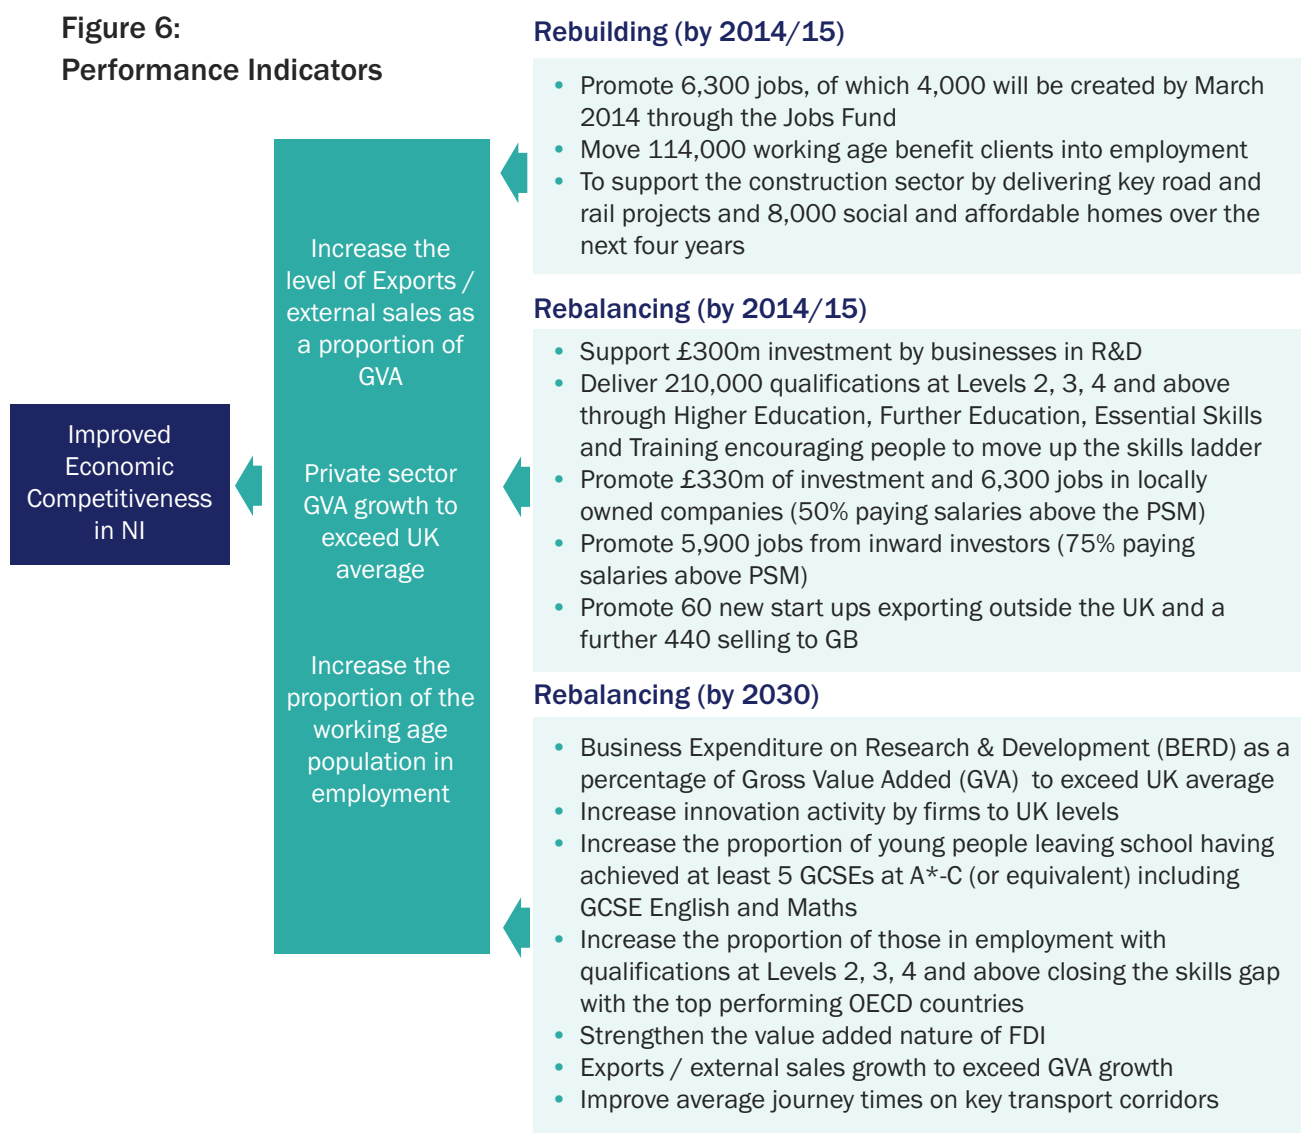 Figure 6:
Performance Indicators
Rebuilding (by 2014/15)
• Promote 6,300 jobs, of which 4,000 will be created by March
2014 through the Jobs Fund
• Move 114,000 working age benefit clients into employment
• To support the construction sector by delivering key road and
rail projects and 8,000 social and affordable homes over the
next four years
Rebalancing (by 2014/15)
• Support £300m investment by businesses in R&D
• Deliver 210,000 qualifications at Levels 2, 3, 4 and above
through Higher Education, Further Education, Essential Skills
and Training encouraging people to move up the skills ladder
• Promote £330m of investment and 6,300 jobs in locally
owned companies (50% paying salaries above the PSM)
• Promote 5,900 jobs from inward investors (75% paying
salaries above PSM)
• Promote 60 new start ups exporting outside the UK and a
further 440 selling to GB
Rebalancing (by 2030)
• Business Expenditure on Research & Development (BERD) as a
percentage of Gross Value Added (GVA)  to exceed UK average
• Increase innovation activity by firms to UK levels
• Increase the proportion of young people leaving school having
achieved at least 5 GCSEs at A*-C (or equivalent) including
GCSE English and Maths
• Increase the proportion of those in employment with
qualifications at Levels 2, 3, 4 and above closing the skills gap
with the top performing OECD countries
• Strengthen the value added nature of FDI
• Exports / external sales growth to exceed GVA growth
• Improve average journey times on key transport corridors
Increase the
level of Exports /
external sales as
a proportion of
GVA
Private sector
GVA growth to
exceed UK
average
Increase the
proportion of the
working age
population in
employment
Improved
Economic
Competitiveness
in NI